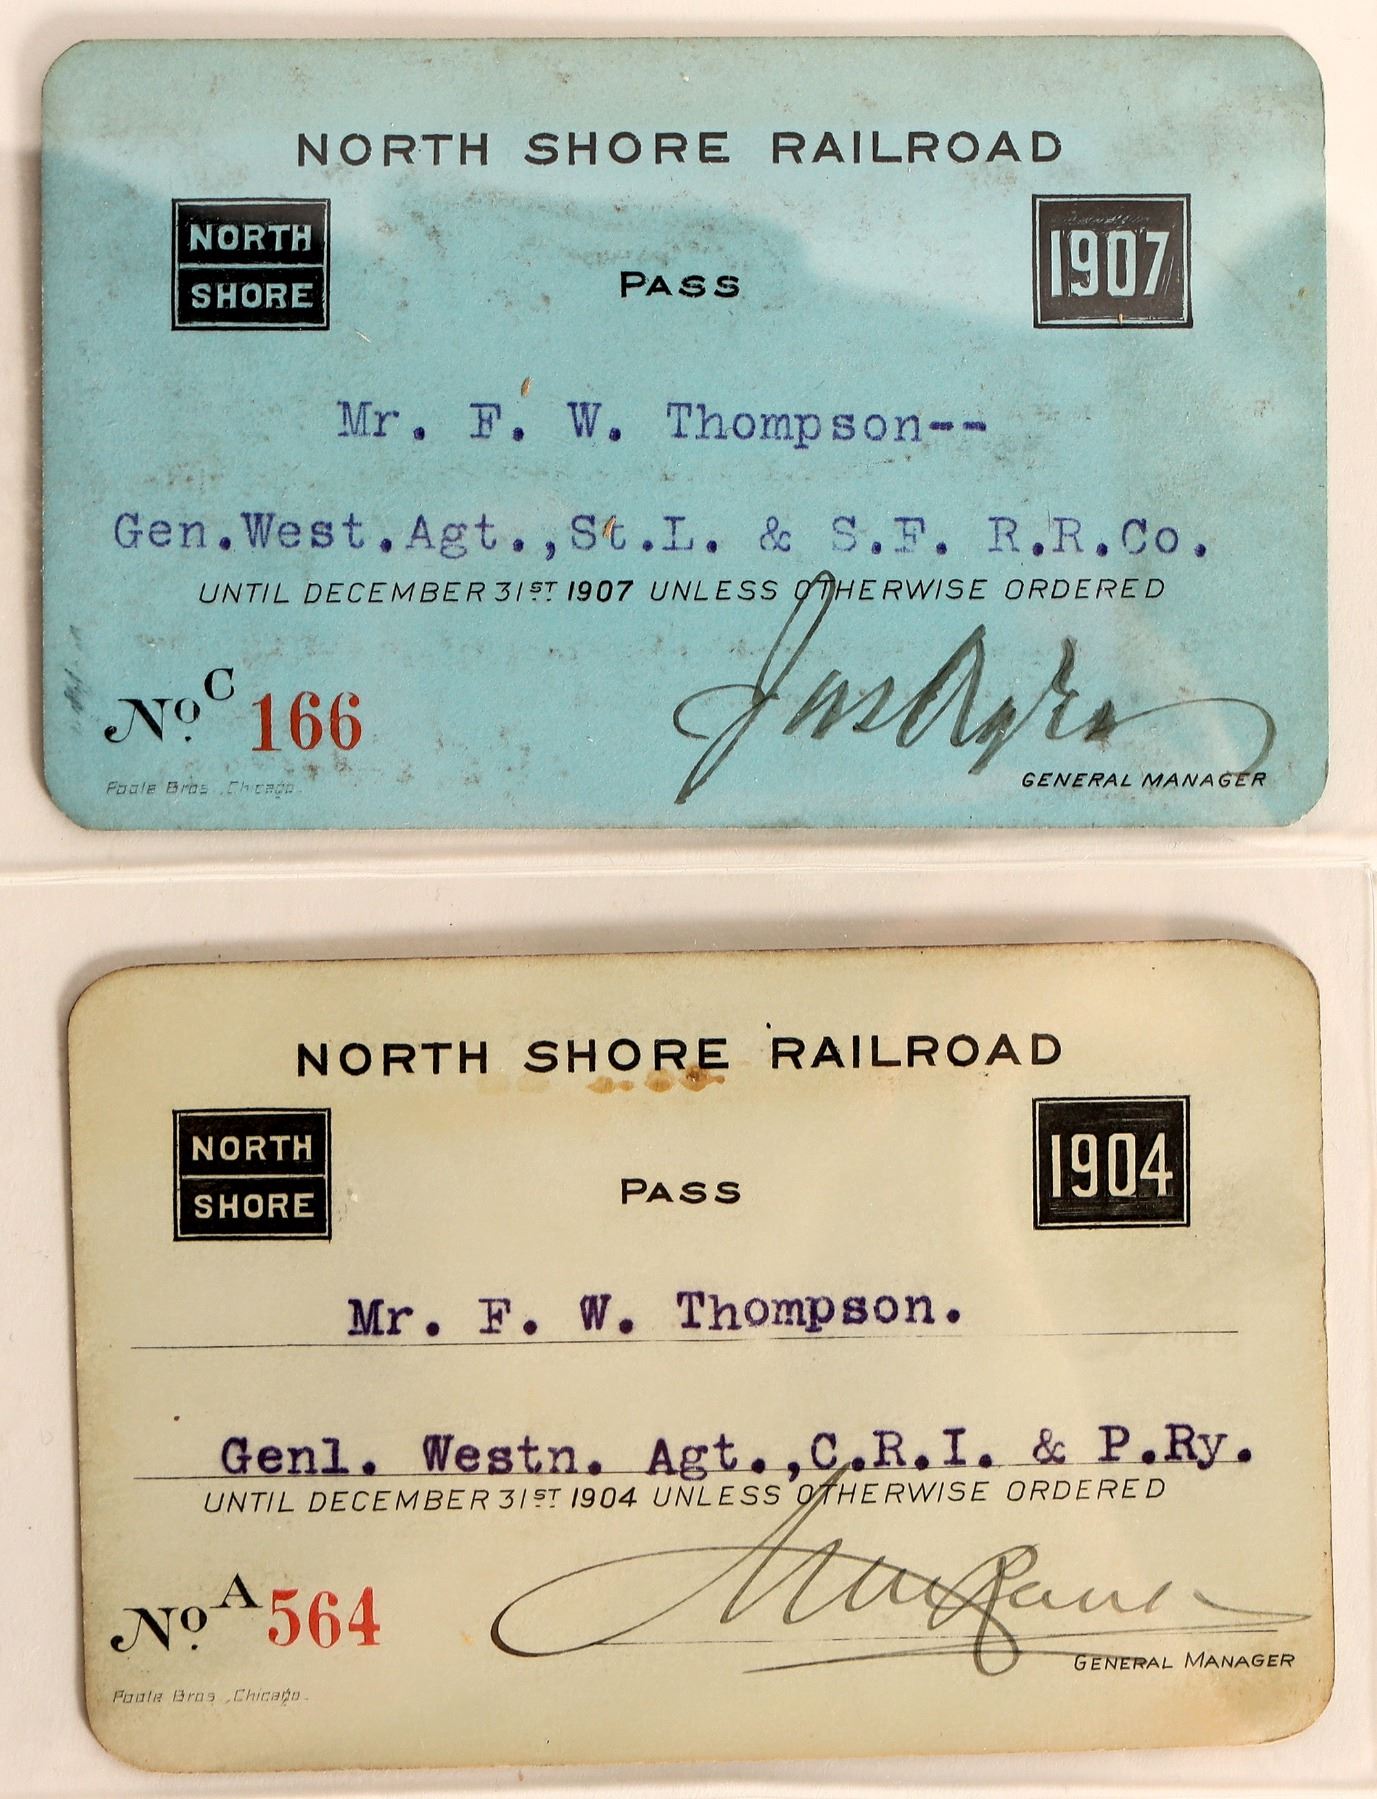 NORTH SHORE RAILROAD
NORTH
SHORE
PASS
1907
Mr. F. W. Thompson--
Gen.West.Agt.,St.L. & S.F. R.R.Co.
UNTIL DECEMBER 31ST 1907 UNLESS OTHERWISE ORDERED
No. C 166
GENERAL MANAGER
Poole Bros., Chicago.
NORTH SHORE RAILROAD
NORTH
SHORE
PASS
1904
Mr. F. W. Thompson.
Genl. Westn. Agt.,C.R.I. & P.Ry.
UNTIL DECEMBER 31ST 1904 UNLESS OTHERWISE ORDERED
No. A 564
GENERAL MANAGER
Poole Bros., Chicago.